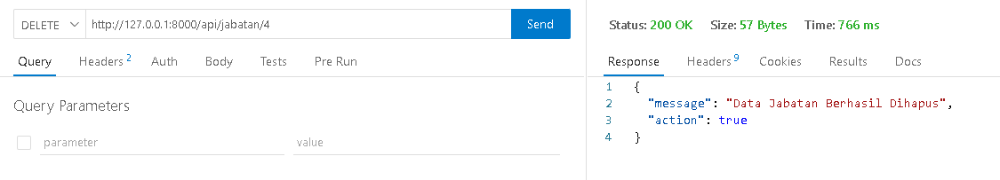 DELETE http://127.0.0.1:8000/api/jabatan/4 Send
Query Headers 2 Auth Body Tests Pre Run
Query Parameters
parameter value
Status: 200 OK Size: 57 Bytes Time: 766 ms
Response Headers 9 Cookies Results Docs
1 {
2 "message": "Data Jabatan Berhasil Dihapus",
3 "action": true
4 }